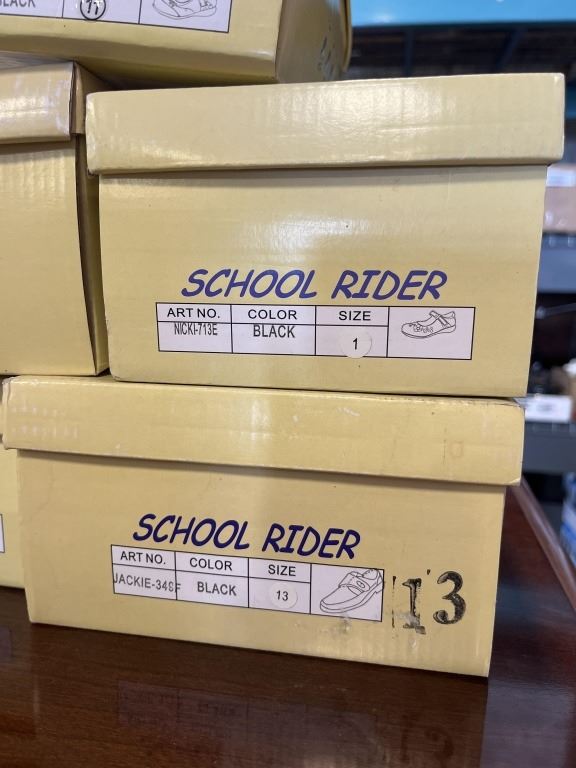 BLACK 11
SCHOOL RIDER
ART NO. COLOR SIZE
NICKI-713E BLACK 1
SCHOOL RIDER
ART NO. COLOR SIZE
JACKIE-349F BLACK 13
13